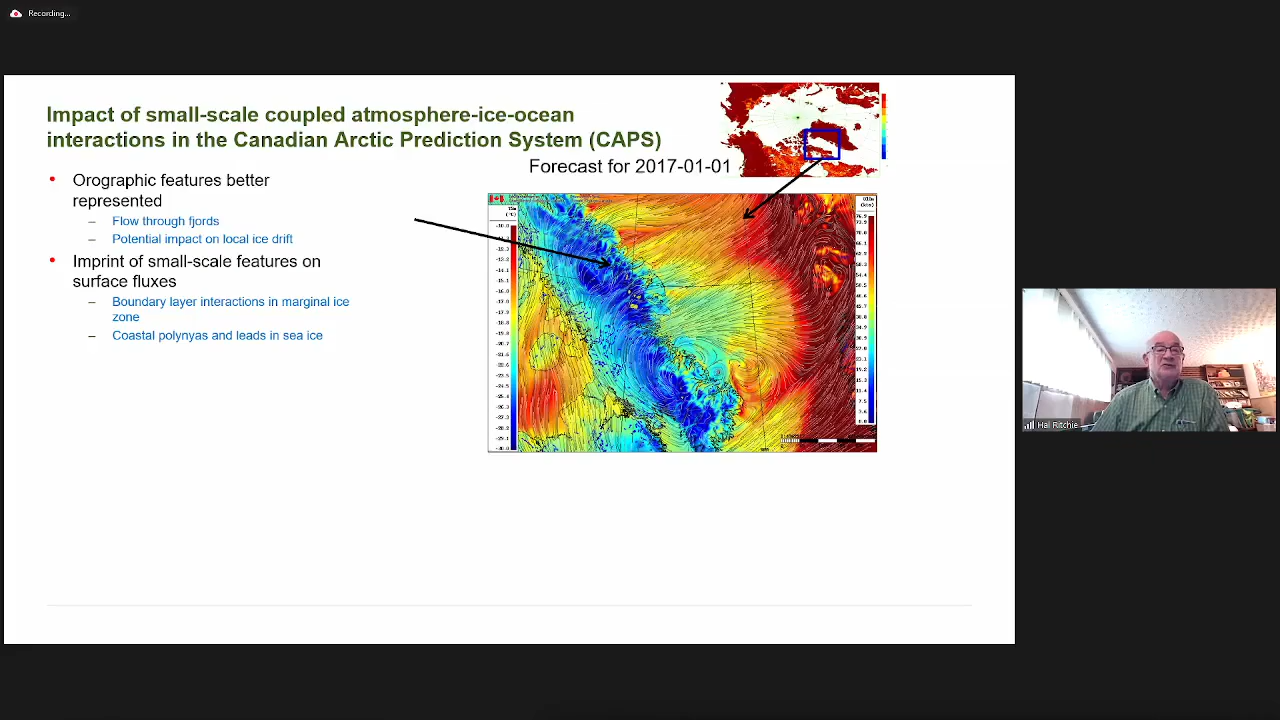 Recording...
Impact of small-scale coupled atmosphere-ice-ocean
interactions in the Canadian Arctic Prediction System (CAPS)
Forecast for 2017-01-01
• Orographic features better
represented
– Flow through fjords
– Potential impact on local ice drift
• Imprint of small-scale features on
surface fluxes
– Boundary layer interactions in marginal ice
zone
– Coastal polynyas and leads in sea ice
Hal Ritchie